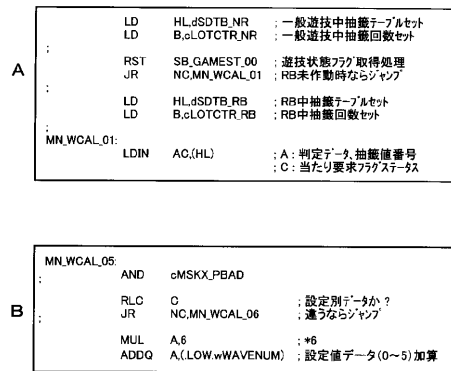 A
LD HL,dSDTB_NR ; 一般遊技中抽籤テーブルセット
LD B,cLOTCTR_NR ; 一般遊技中抽籤回数セット
;
RST SB_GAMEST_00 ; 遊技状態フラグ取得処理
JR NC,MN_WCAL_01 ; RB未作動時ならジャンプ
;
LD HL,dSDTB_RB ; RB中抽籤テーブルセット
LD B,cLOTCTR_RB ; RB中抽籤回数セット
;
MN_WCAL_01:
LDIN AC,(HL) ; A : 判定データ、抽籤値番号
; C : 当たり要求フラグステータス
B
MN_WCAL_05:
AND cMSKX_PBAD
;
RLC C ; 設定別データか ?
JR NC,MN_WCAL_06 ; 違うならジャンプ
;
MUL A,6 ; *6
ADDQ A,(.LOW.wWAVENUM) ; 設定値データ(0～5)加算